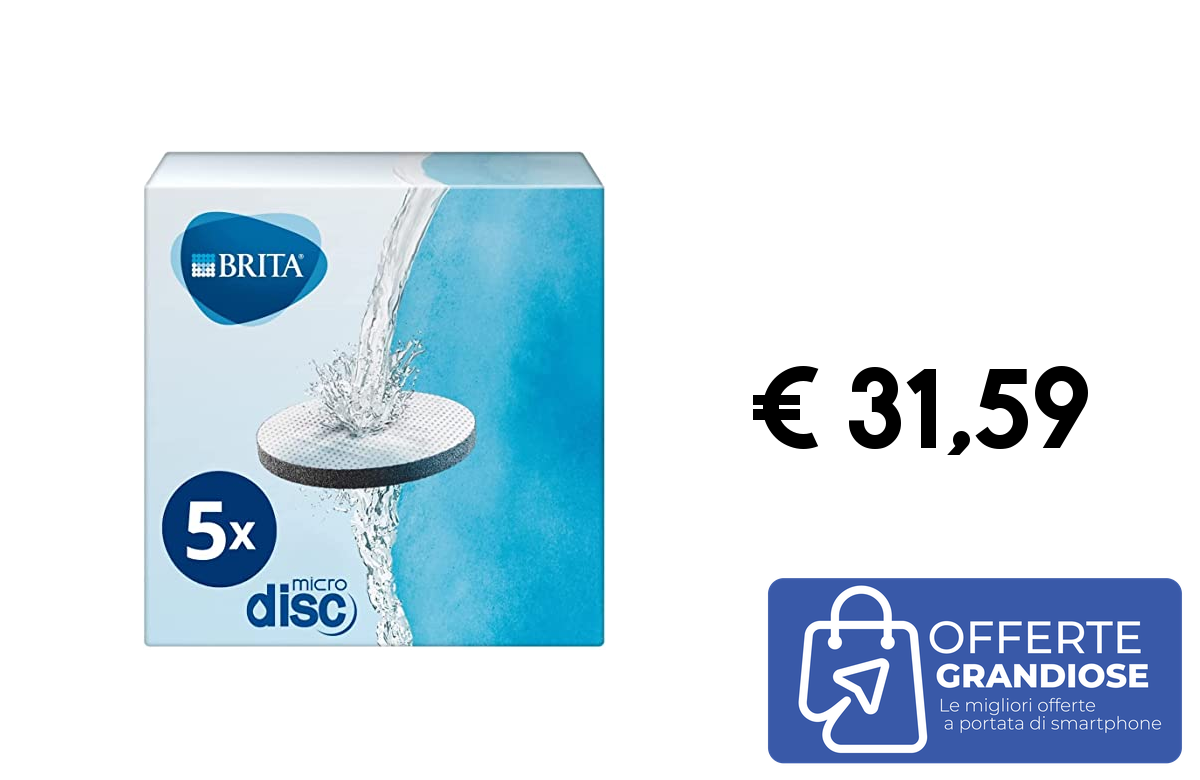 BRITA®
5x
micro
disc
€ 31,59
OFFERTE
GRANDIOSE
Le migliori offerte
a portata di smartphone